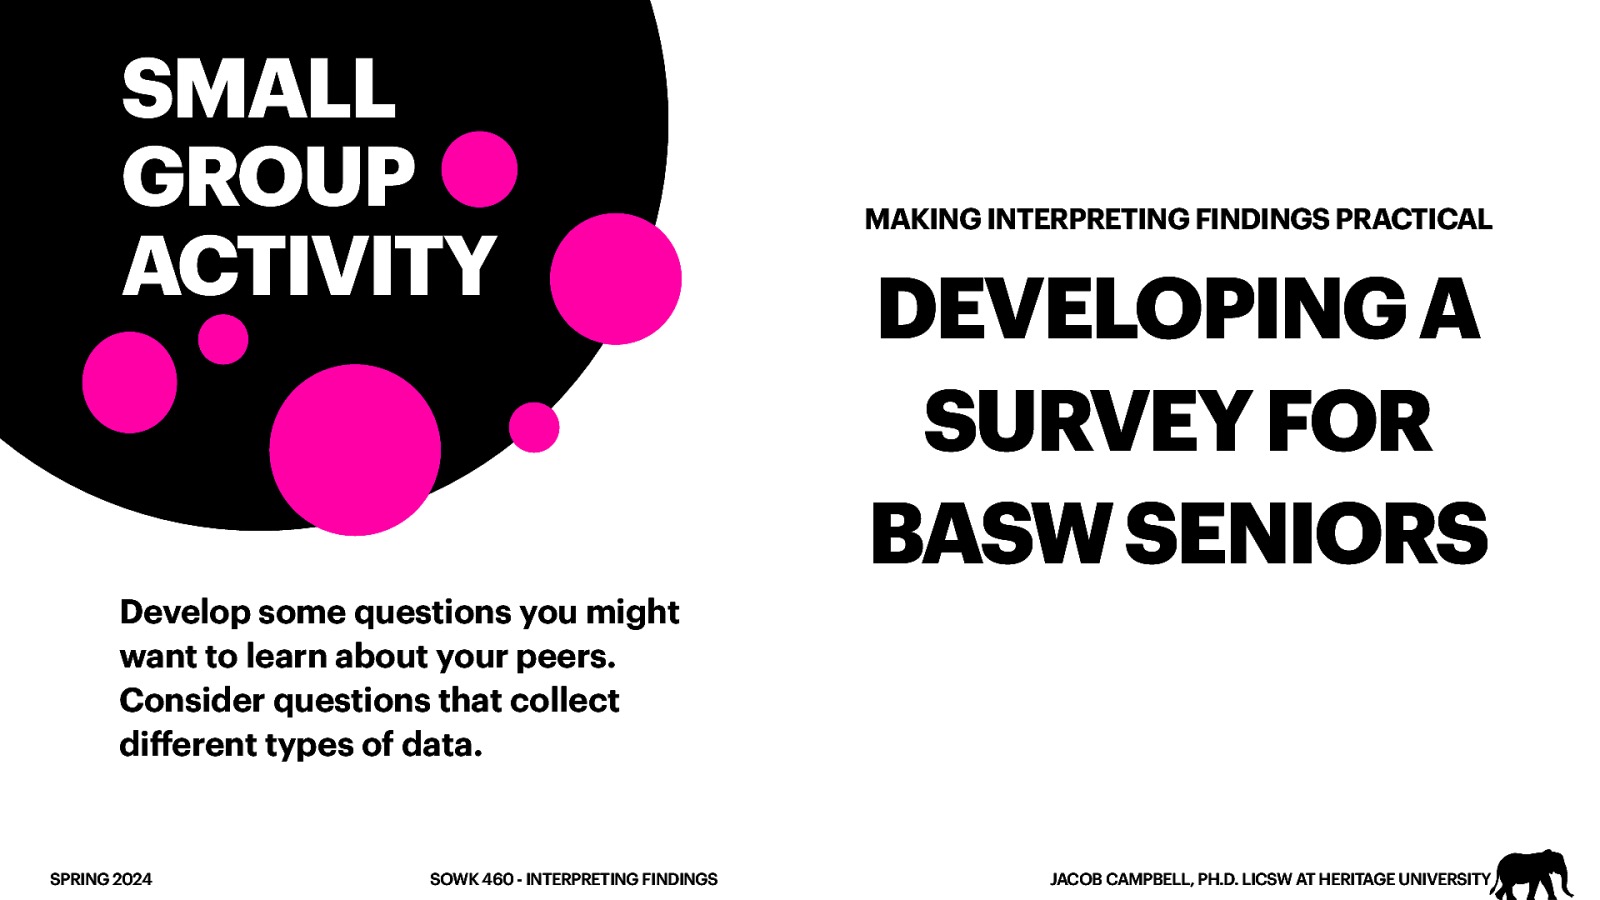 SMALL
GROUP
ACTIVITY
Develop some questions you might
want to learn about your peers.
Consider questions that collect
different types of data.
MAKING INTERPRETING FINDINGS PRACTICAL
DEVELOPING A
SURVEY FOR
BASW SENIORS
SPRING 2024
SOWK 460 - INTERPRETING FINDINGS
JACOB CAMPBELL, PH.D. LICSW AT HERITAGE UNIVERSITY